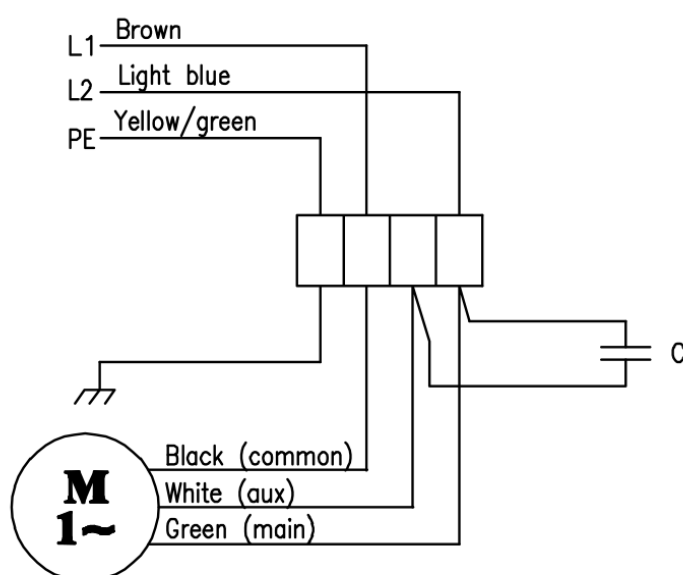 L1 Brown
L2 Light blue
PE Yellow/green
C
Black (common)
White (aux)
Green (main)
M
1~